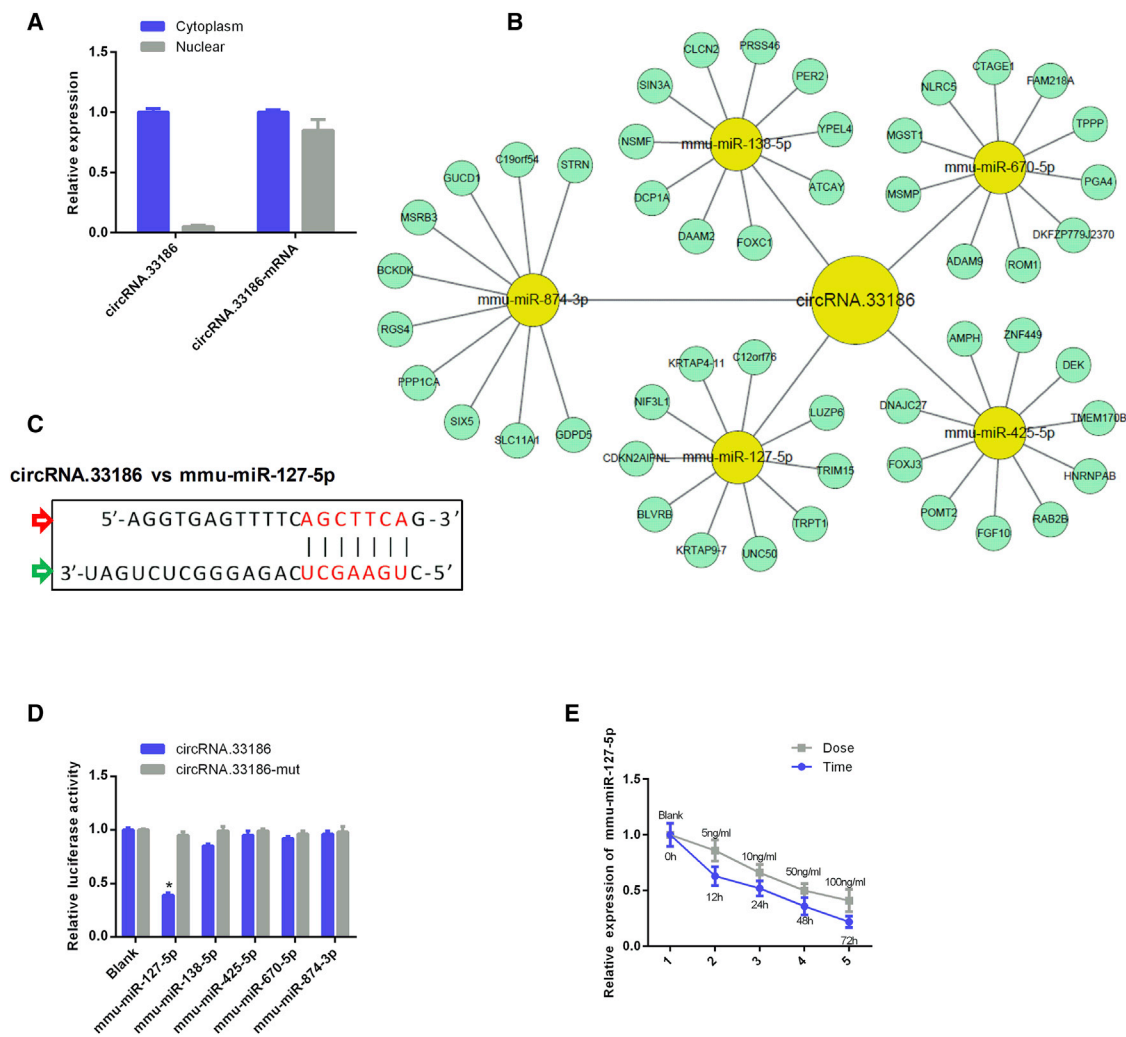 A
Cytoplasm
Nuclear
Relative expression
1.5
1.0
0.5
0.0
circRNA.33186
circRNA.33186-mRNA
B
CLCN2
PRSS46
SIN3A
PER2
NSMF
mmu-miR-138-5p
YPEL4
DCP1A
ATCAY
DAAM2
FOXC1
CTAGE1
NLRC5
FAM218A
MGST1
TPPP
mmu-miR-670-5p
MSMP
PGA4
DKFZP779J2370
ADAM9
ROM1
C19orf54
STRN
GUCD1
MSRB3
BCKDK
mmu-miR-874-3p
RGS4
PPP1CA
SIX5
SLC11A1
GDPD5
circRNA.33186
KRTAP4-11
C12orf76
NIF3L1
LUZP6
CDKN2AIPNL
mmu-miR-127-5p
TRIM15
BLVRB
TRPT1
KRTAP9-7
UNC50
AMPH
ZNF449
DEK
DNAJC27
TMEM170B
mmu-miR-425-5p
FOXJ3
HNRNPAB
POMT2
RAB2B
FGF10
C
circRNA.33186 vs mmu-miR-127-5p
5'-AGGTGAGTTTTCAGCTTCAG-3'
3'-UAGUCUCGGGAGACUCGAAGUC-5'
D
circRNA.33186
circRNA.33186-mut
Relative luciferase activity
1.5
1.0
0.5
0.0
*
Blank
mmu-miR-127-5p
mmu-miR-138-5p
mmu-miR-425-5p
mmu-miR-670-5p
mmu-miR-874-3p
E
Dose
Time
Relative expression of mmu-miR-127-5p
1.5
1.0
0.5
0.0
Blank
5ng/ml
10ng/ml
50ng/ml
100ng/ml
0h
12h
24h
48h
72h
1
2
3
4
5